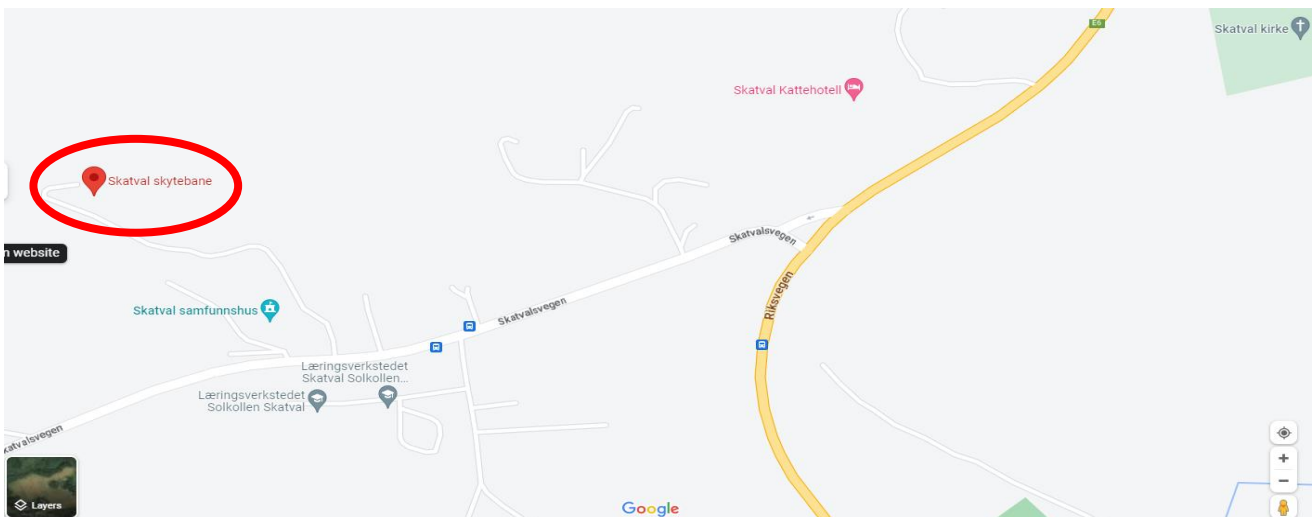 E6
Skatval kirke
Skatval Kattehotell
Skatval skytebane
Skatvalsvegen
n website
Riksvegen
Skatval samfunnshus
Skatvalsvegen
Læringsverkstedet
Skatval Solkollen...
Læringsverkstedet
Solkollen Skatval
katvalsvegen
Layers
Google